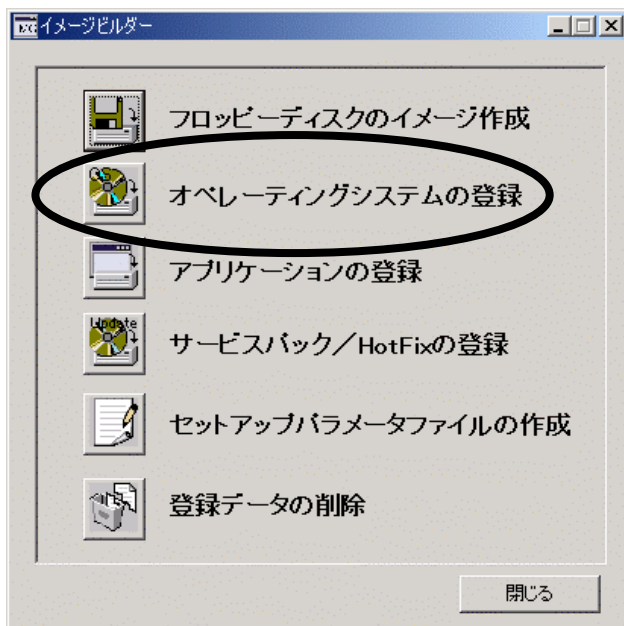 イメージビルダー
フロッピーディスクのイメージ作成
オペレーティングシステムの登録
アプリケーションの登録
Update
サービスパック／HotFixの登録
セットアップパラメータファイルの作成
登録データの削除
閉じる